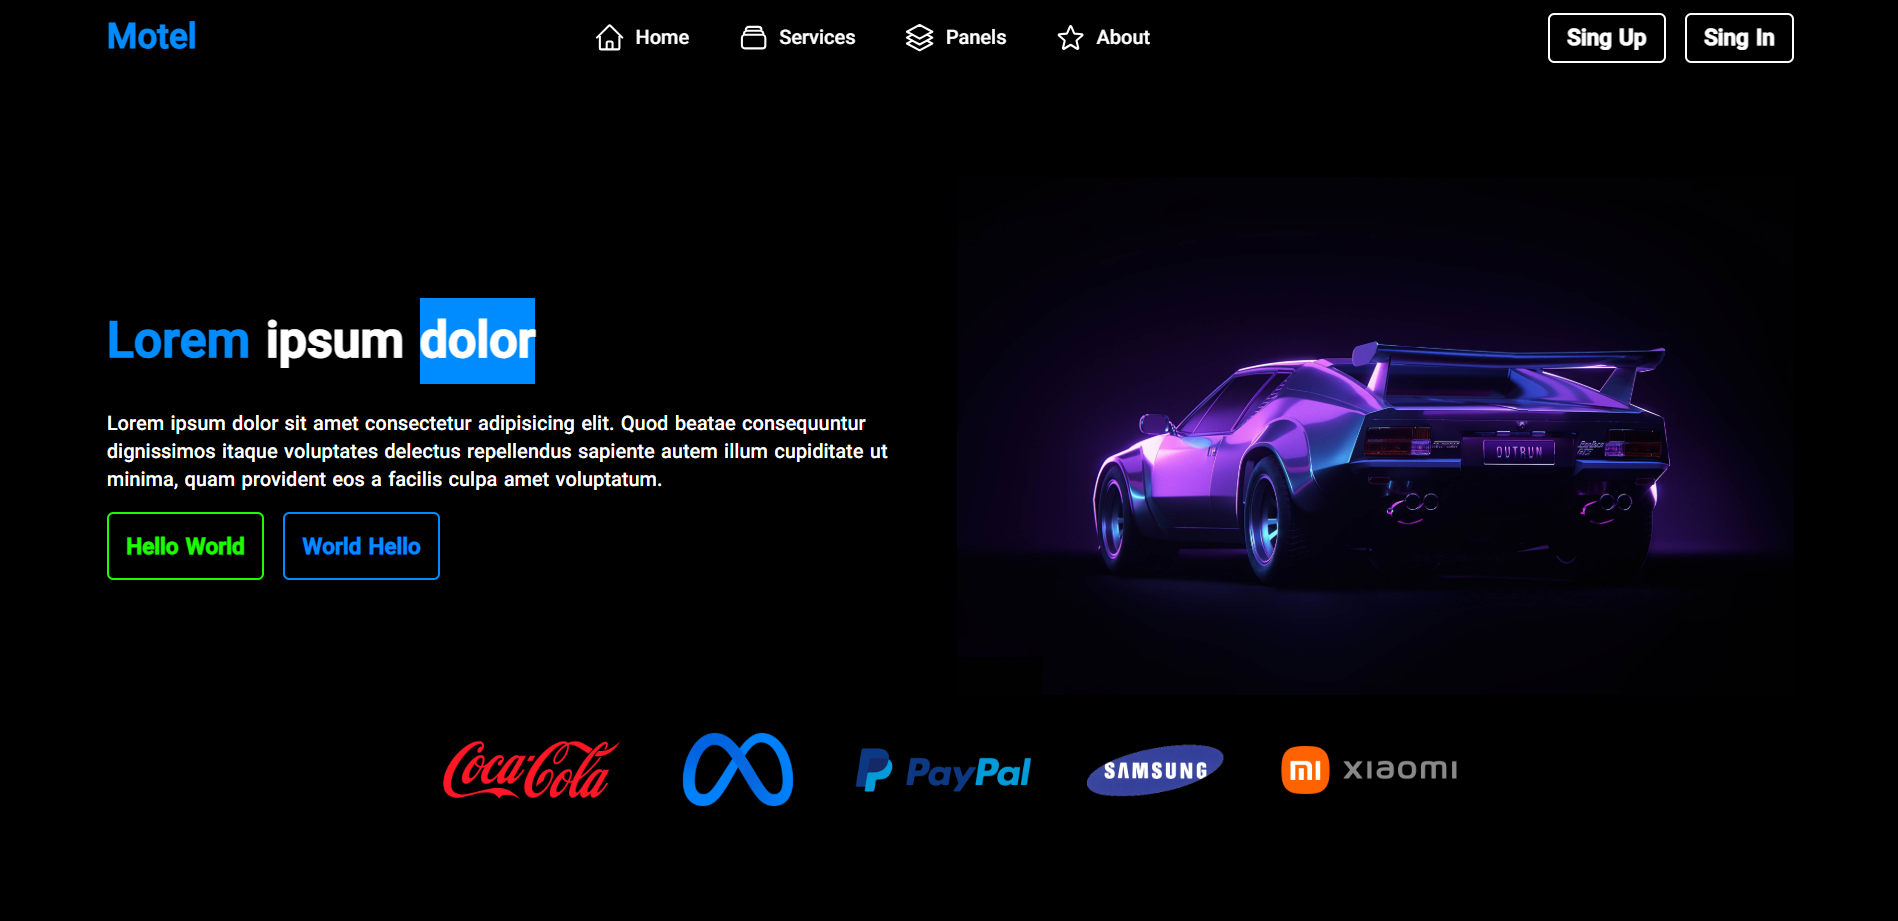 Motel
Home
Services
Panels
About
Sing Up
Sing In
Lorem ipsum dolor
Lorem ipsum dolor sit amet consectetur adipisicing elit. Quod beatae consequuntur
dignissimos itaque voluptates delectus repellendus sapiente autem illum cupiditate ut
minima, quam provident eos a facilis culpa amet voluptatum.
Hello World
World Hello
OUTRUN
Coca-Cola
PayPal
SAMSUNG
xiaomi